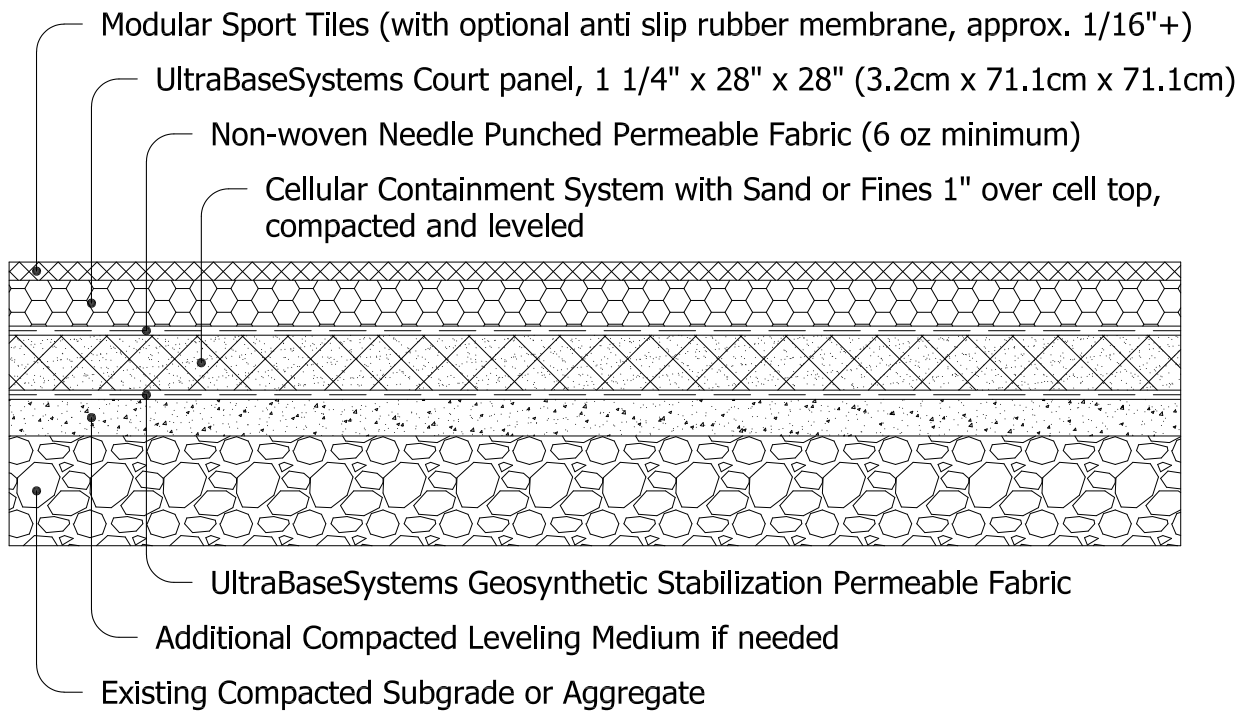 Modular Sport Tiles (with optional anti slip rubber membrane, approx. 1/16"+)
UltraBaseSystems Court panel, 1 1/4" x 28" x 28" (3.2cm x 71.1cm x 71.1cm)
Non-woven Needle Punched Permeable Fabric (6 oz minimum)
Cellular Containment System with Sand or Fines 1" over cell top,
compacted and leveled
UltraBaseSystems Geosynthetic Stabilization Permeable Fabric
Additional Compacted Leveling Medium if needed
Existing Compacted Subgrade or Aggregate